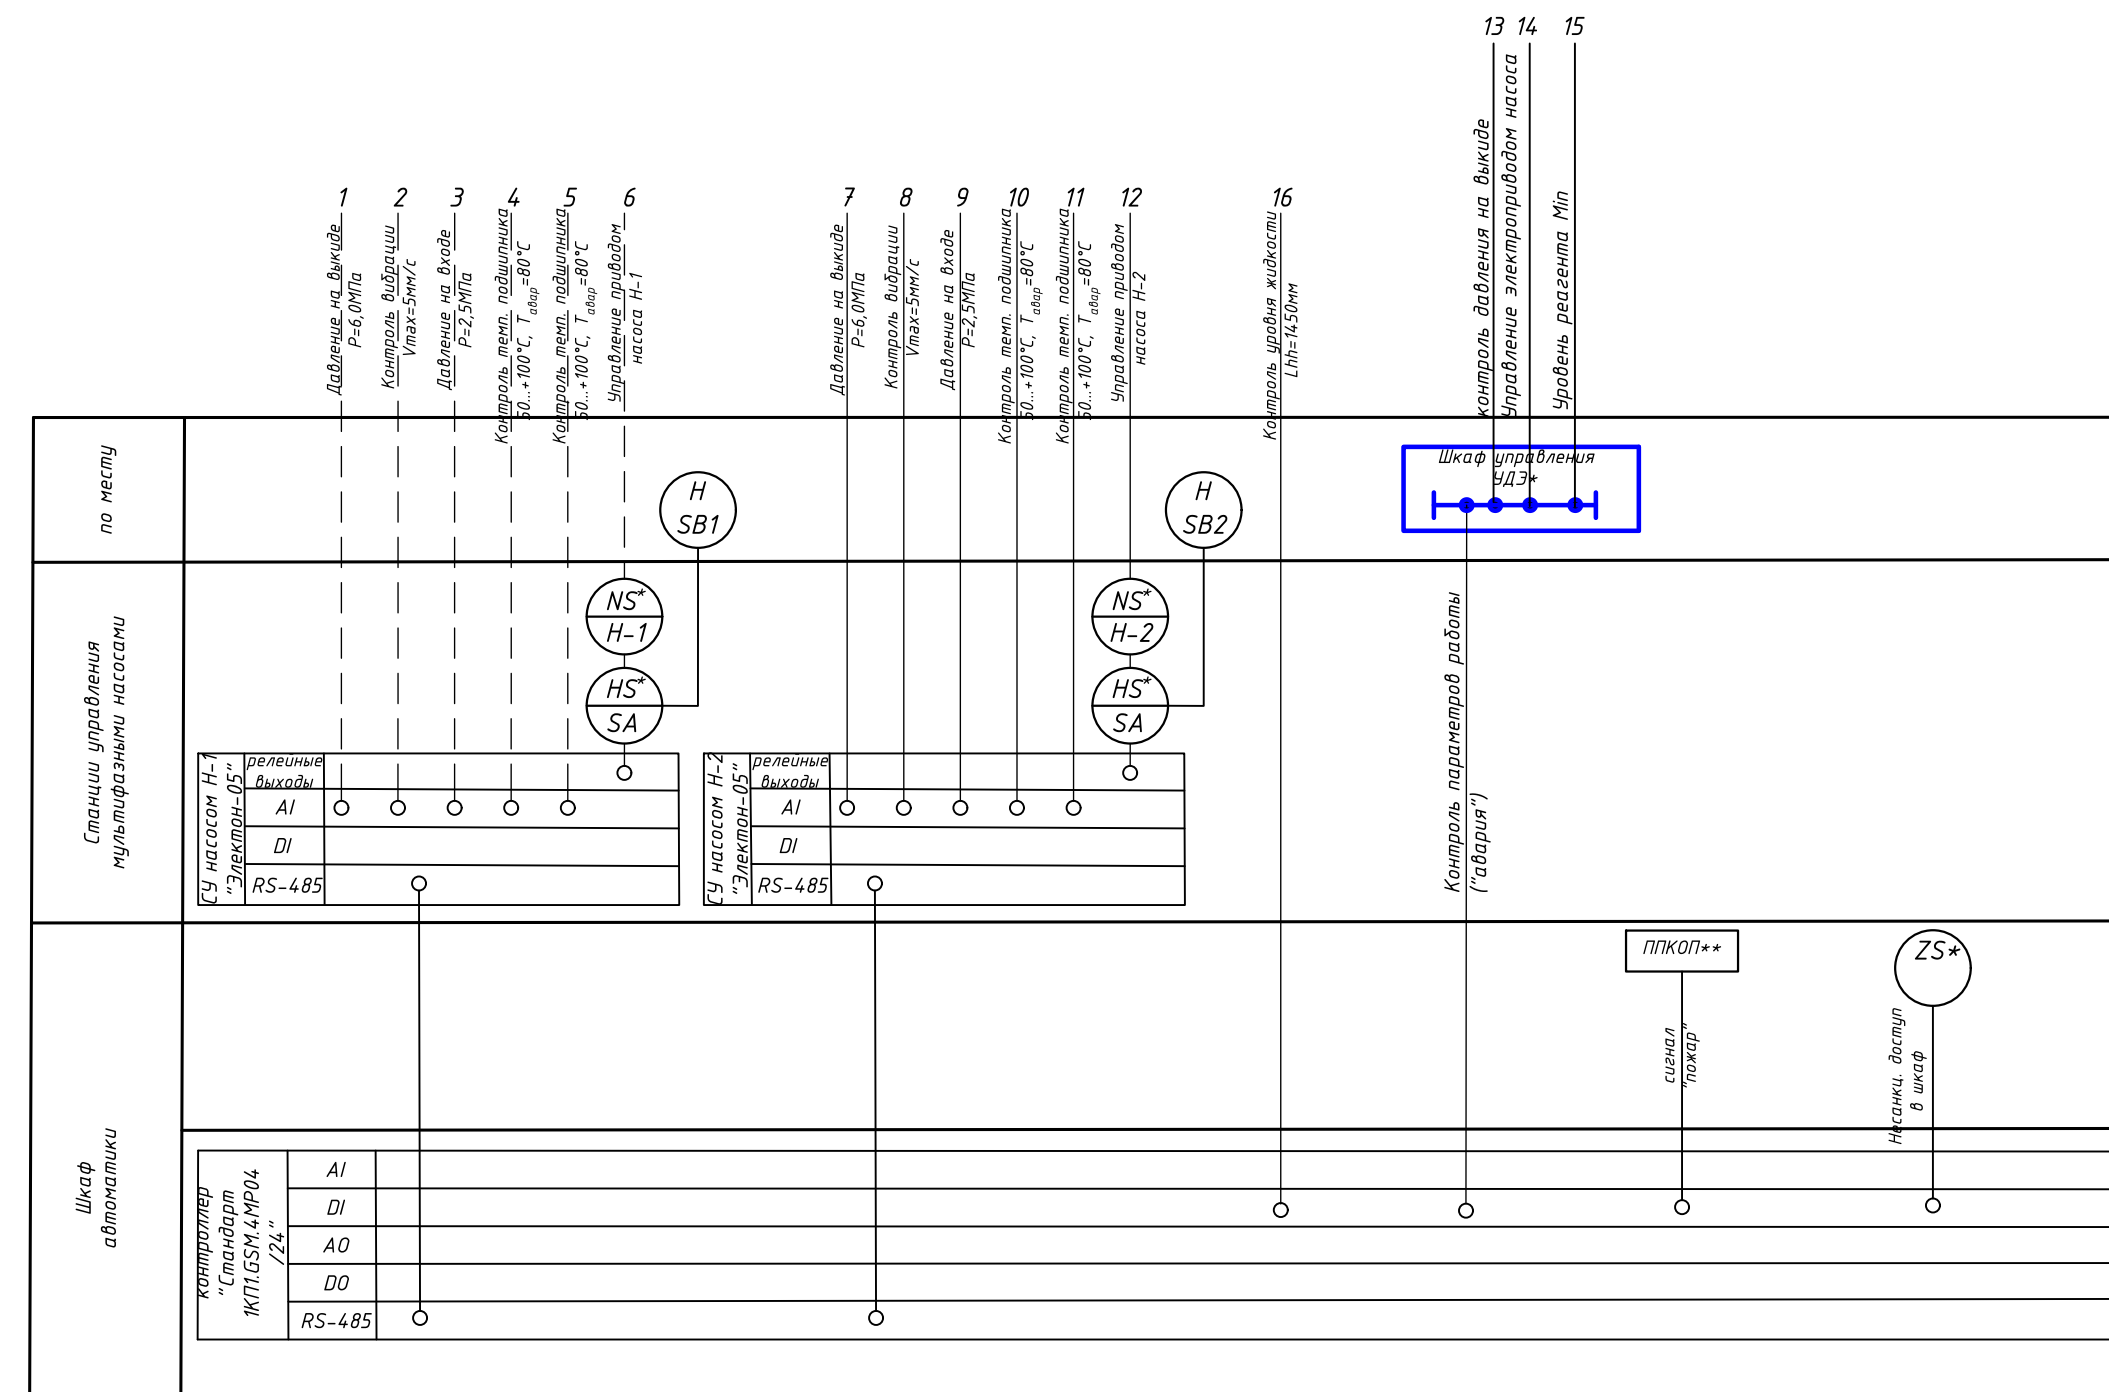 13 14 15
контроль давления на выкиде
Управление электроприводом насоса
Уровень реагента Min
1 2 3 4 5 6 7 8 9 10 11 12 16
Давление на выкиде
Р=6,0МПа
Контроль вибрации
Vmax=5мм/с
Давление на входе
Р=2,5МПа
Контроль темп. подшипника
50...+100°С, Тавар=80°С
Контроль темп. подшипника
50...+100°С, Тавар=80°С
Управление приводом
насоса Н-1
Давление на выкиде
Р=6,0МПа
Контроль вибрации
Vmax=5мм/с
Давление на входе
Р=2,5МПа
Контроль темп. подшипника
50...+100°С, Тавар=80°С
Контроль темп. подшипника
50...+100°С, Тавар=80°С
Управление приводом
насоса Н-2
Контроль уровня жидкости
Lhh=1450мм
по месту
H
SB1
H
SB2
Шкаф управления
УДЭ*
Станции управления
мультифазными насосами
NS*
Н-1
HS*
SA
NS*
Н-2
HS*
SA
Контроль параметров работы
("авария")
СУ насосом Н-1
"Электон-05"
релейные
выходы
AI
DI
RS-485
СУ насосом Н-2
"Электон-05"
релейные
выходы
AI
DI
RS-485
ППКОП**
ZS*
сигнал
"пожар"
Несанкц. доступ
в шкаф
Шкаф
автоматики
контроллер
"Стандарт
1КП1.GSM.4MP04
/24"
AI
DI
AO
DO
RS-485